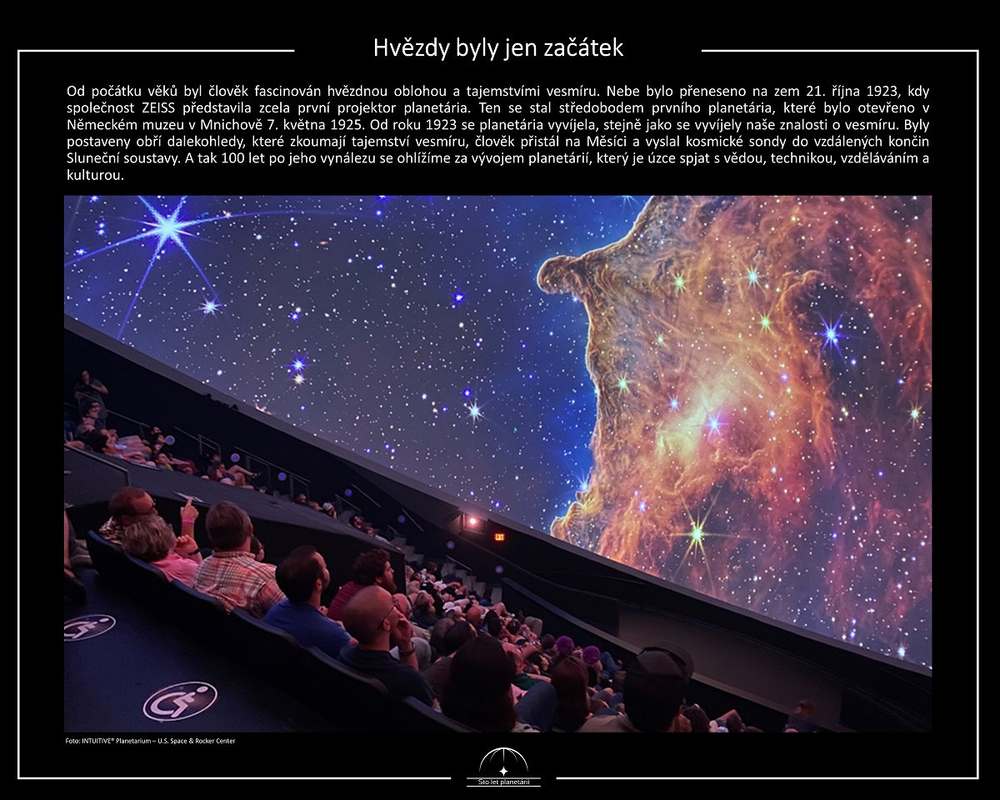 Hvězdy byly jen začátek
Od počátku věků byl člověk fascinován hvězdnou oblohou a tajemstvími vesmíru. Nebe bylo přeneseno na zem 21. října 1923, kdy
společnost ZEISS představila zcela první projektor planetária. Ten se stal středobodem prvního planetária, které bylo otevřeno v
Německém muzeu v Mnichově 7. května 1925. Od roku 1923 se planetária vyvíjela, stejně jako se vyvíjely naše znalosti o vesmíru. Byly
postaveny obří dalekohledy, které zkoumají tajemství vesmíru, člověk přistál na Měsíci a vyslal kosmické sondy do vzdálených končin
Sluneční soustavy. A tak 100 let po jeho vynálezu se ohlížíme za vývojem planetárií, který je úzce spjat s vědou, technikou, vzděláváním a
kulturou.
Foto: INTUITIVE® Planetarium – U.S. Space & Rocker Center
Sto let planetárií